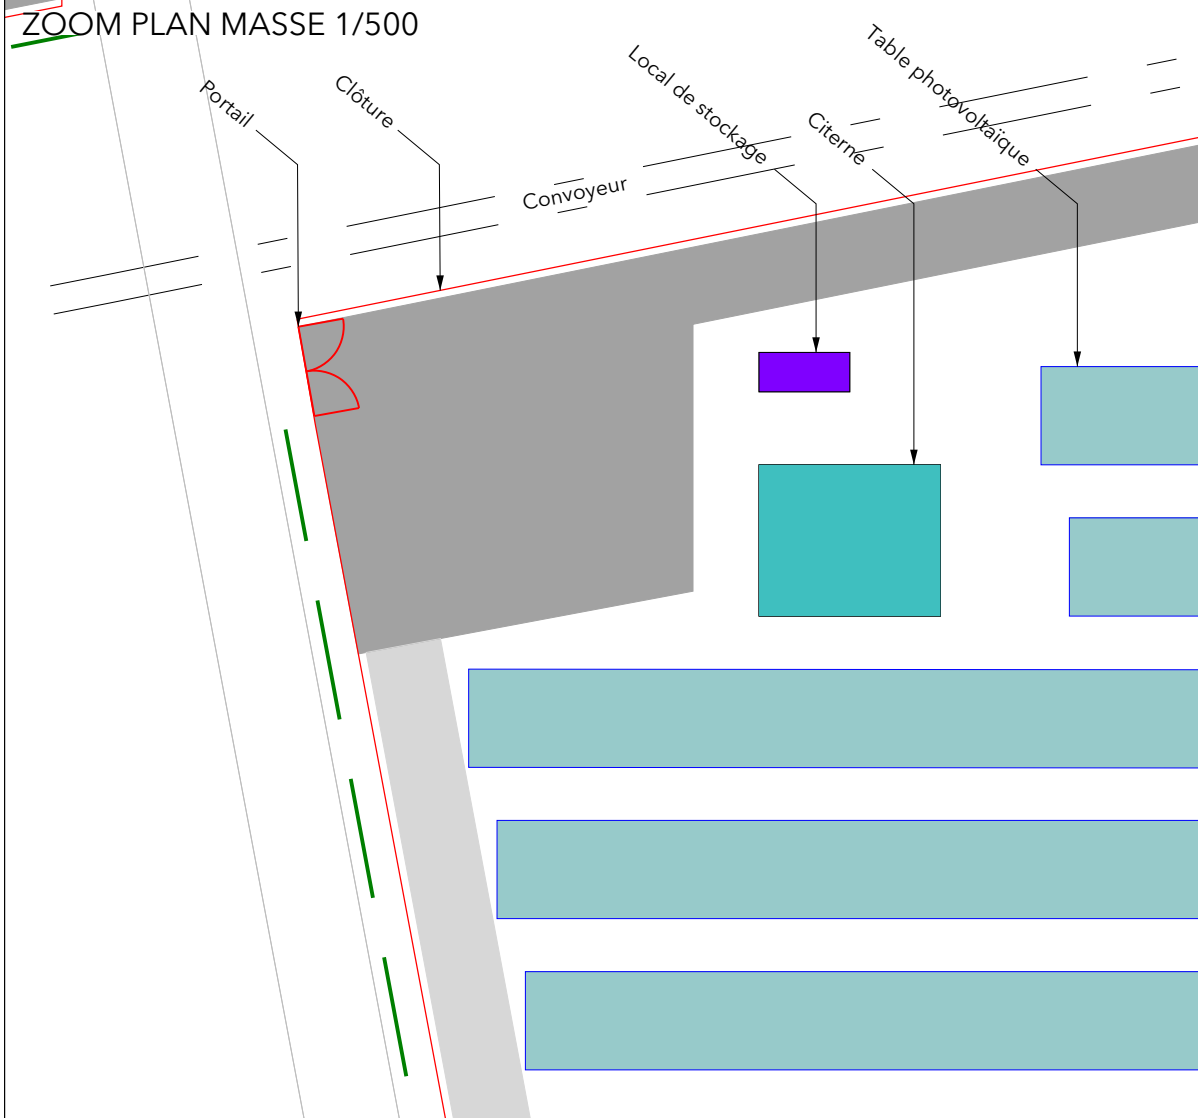 ZOOM PLAN MASSE 1/500
Portail
Clôture
Local de stockage
Citerne
Table photovoltaïque
Convoyeur